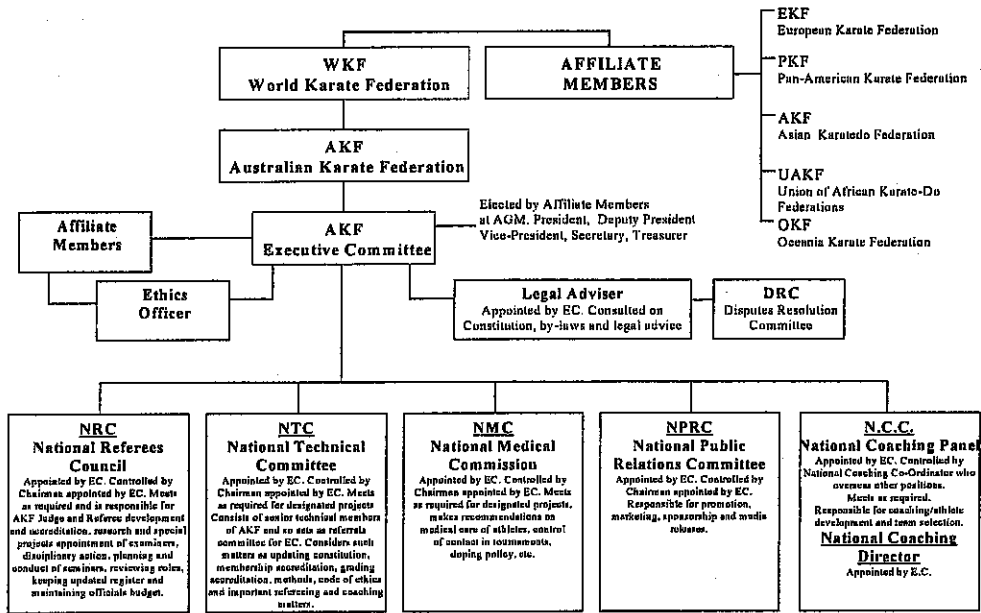 WKF
World Karate Federation
AFFILIATE
MEMBERS
EKF
European Karate Federation
PKF
Pan-American Karate Federation
AKF
Asian Karatedo Federation
UAKF
Union of African Karate-Do
Federations
OKF
Oceania Karate Federation
AKF
Australian Karate Federation
Affiliate
Members
AKF
Executive Committee
Elected by Affiliate Members
at AGM. President, Deputy President
Vice-President, Secretary, Treasurer
Ethics
Officer
Legal Adviser
Appointed by EC. Consulted on
Constitution, by-laws and legal advice
DRC
Disputes Resolution
Committee
NRC
National Referees
Council
Appointed by EC. Controlled by
Chairman appointed by EC. Meets
as required and is responsible for
AKF Judge and Referee development
and accreditation, research and special
projects appointment of examiners,
disciplinary action, planning and
conduct of seminars, reviewing roles,
keeping updated register and
maintaining officials budget.
NTC
National Technical
Committee
Appointed by EC. Controlled by
Chairman appointed by EC. Meets
as required for designated projects
Consists of senior technical members
of AKF and so acts as referrals
committee for EC. Considers such
matters as updating constitution,
membership accreditation, grading
accreditation, methods, code of ethics
and important refereeing and coaching
matters.
NMC
National Medical
Commission
Appointed by EC. Controlled by
Chairman appointed by EC. Meets
as required for designated projects,
makes recommendations on
medical care of athletes, control
of contact in tournaments,
doping policy, etc.
NPRC
National Public
Relations Committee
Appointed by EC. Controlled by
Chairman appointed by EC.
Responsible for promotion,
marketing, sponsorship and media
releases.
N.C.C.
National Coaching Panel
Appointed by EC. Controlled by
National Coaching Co-Ordinator who
oversees other positions.
Meets as required.
Responsible for coaching/athlete
development and team selection.
National Coaching
Director
Appointed by E.C.